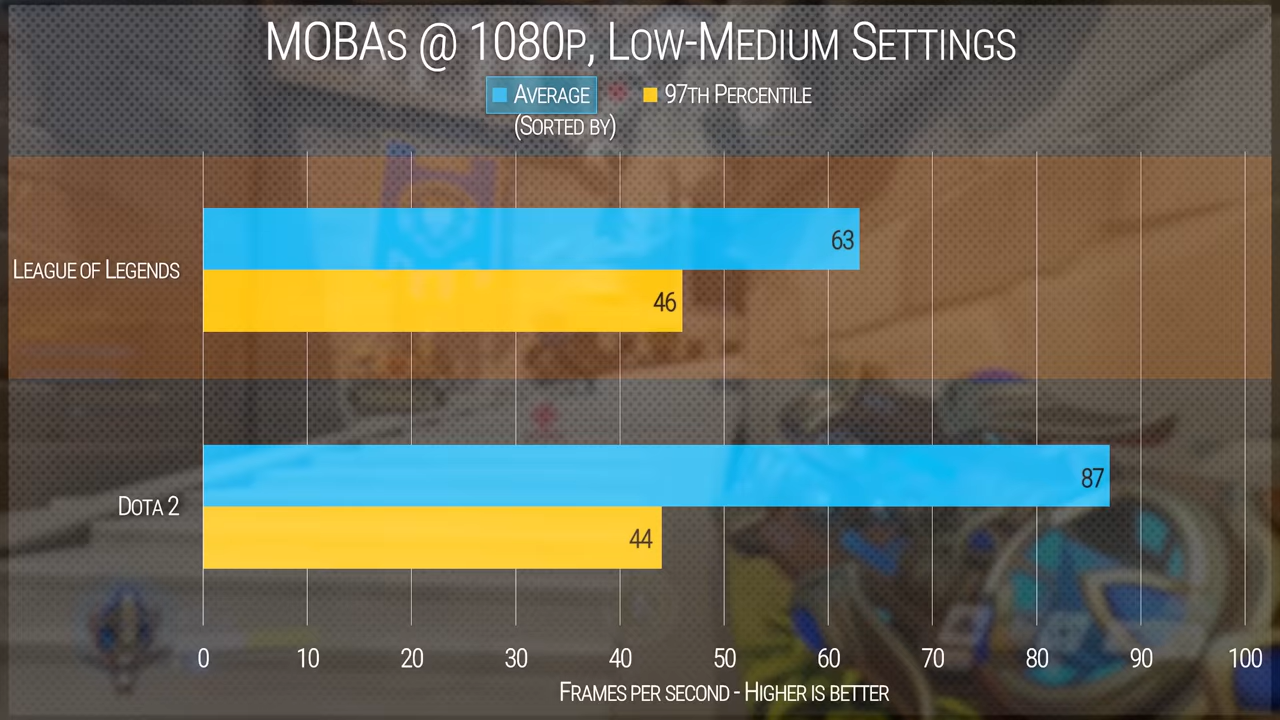 MOBAs @ 1080p, Low-Medium Settings
Average 97th Percentile
(Sorted by)
League of Legends
63
46
Dota 2
87
44
0 10 20 30 40 50 60 70 80 90 100
Frames per second - Higher is better